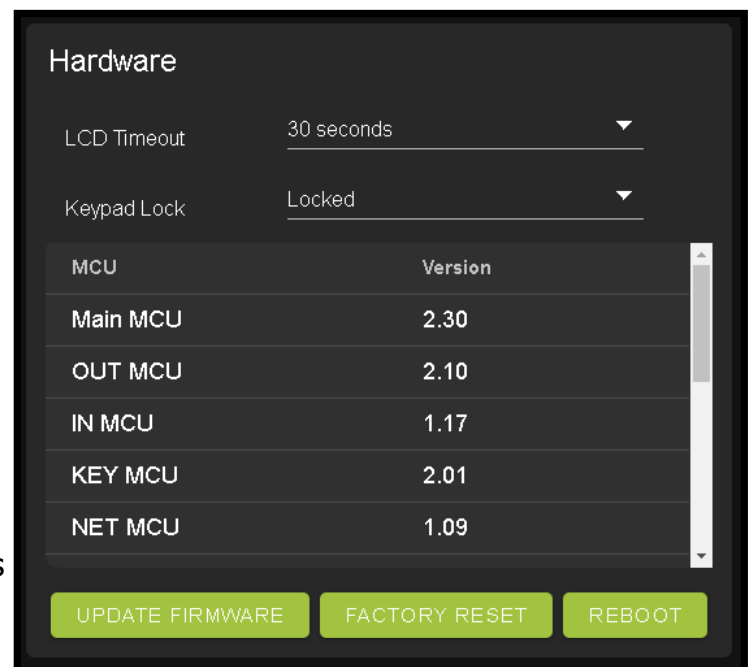 Hardware
LCD Timeout 30 seconds
Keypad Lock Locked
MCU Version
Main MCU 2.30
OUT MCU 2.10
IN MCU 1.17
KEY MCU 2.01
NET MCU 1.09
s
UPDATE FIRMWARE FACTORY RESET REBOOT